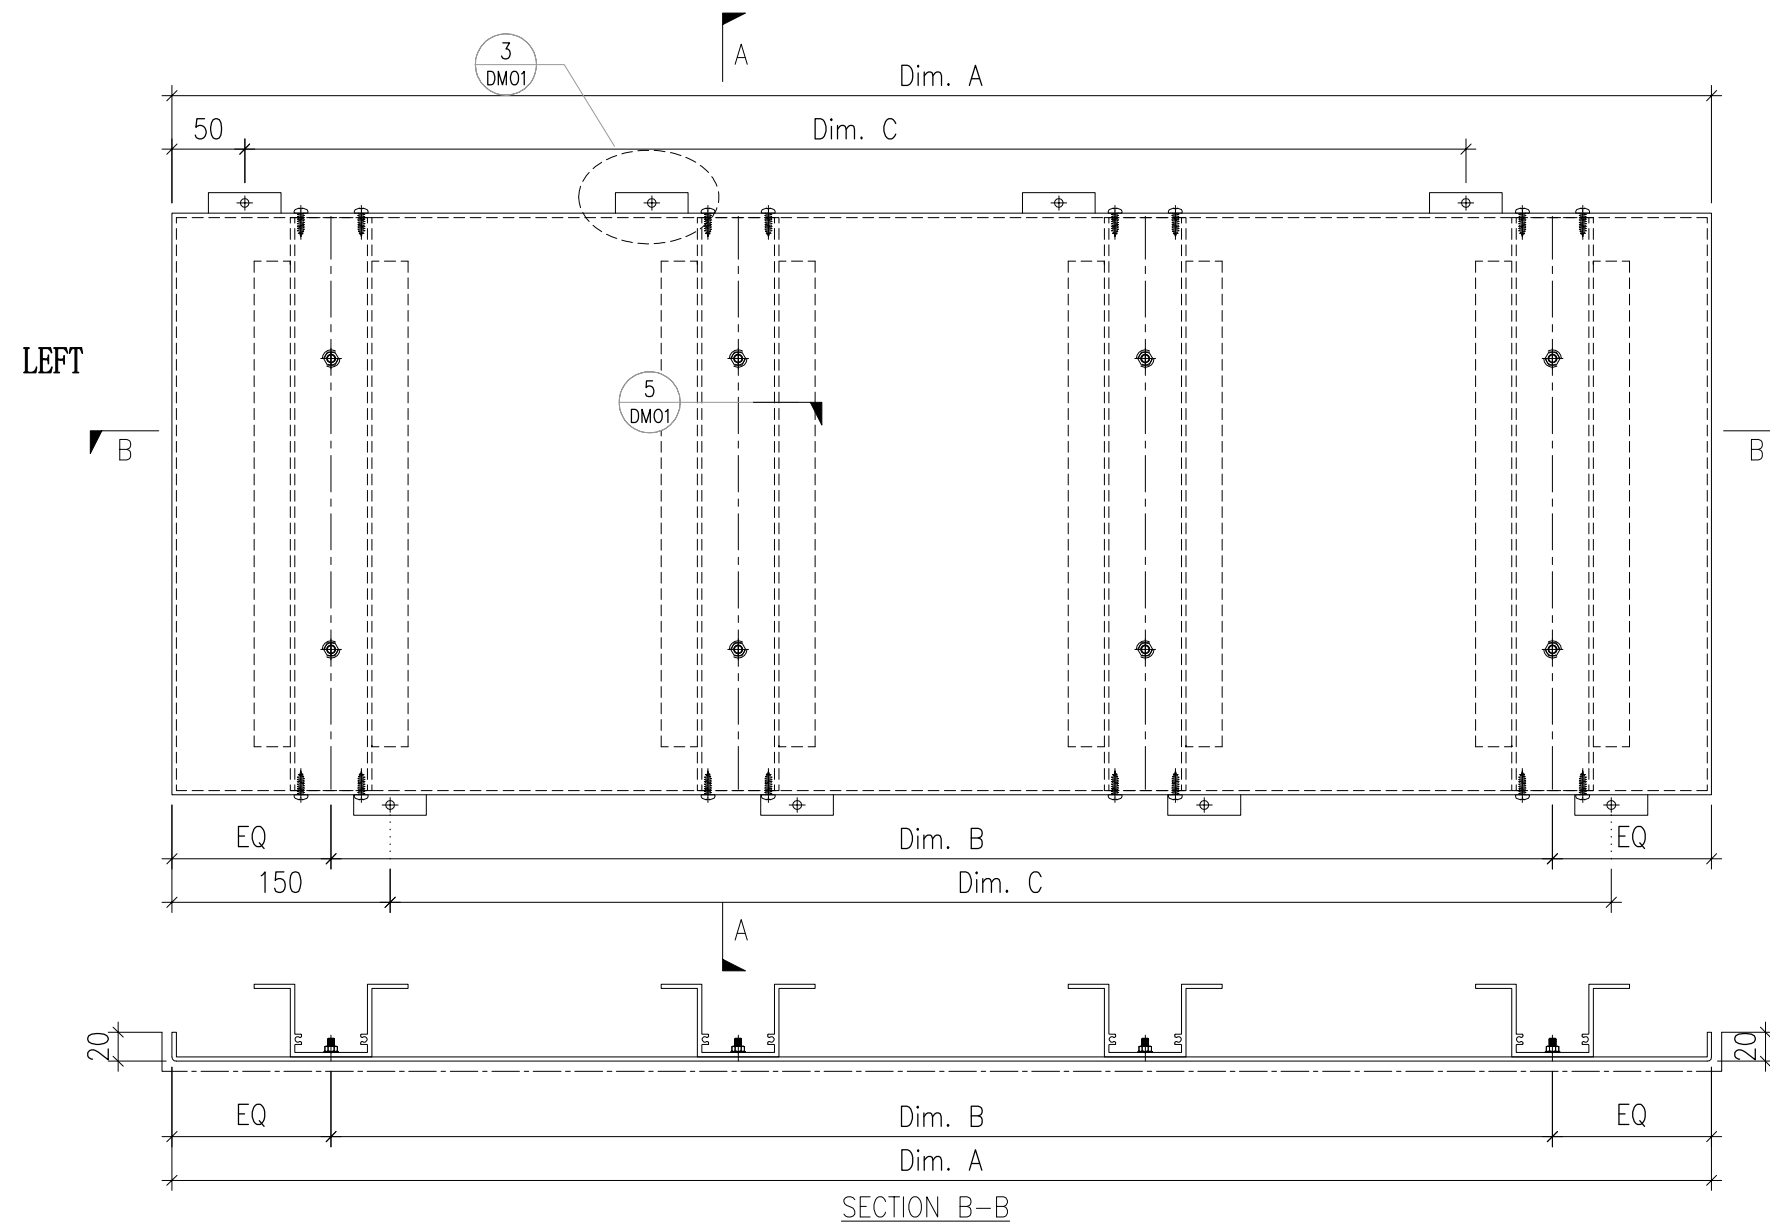 A
3
DM01
Dim. A
50
Dim. C
LEFT
5
DM01
B
B
EQ
Dim. B
EQ
150
Dim. C
A
20
20
EQ
Dim. B
EQ
Dim. A
SECTION B-B